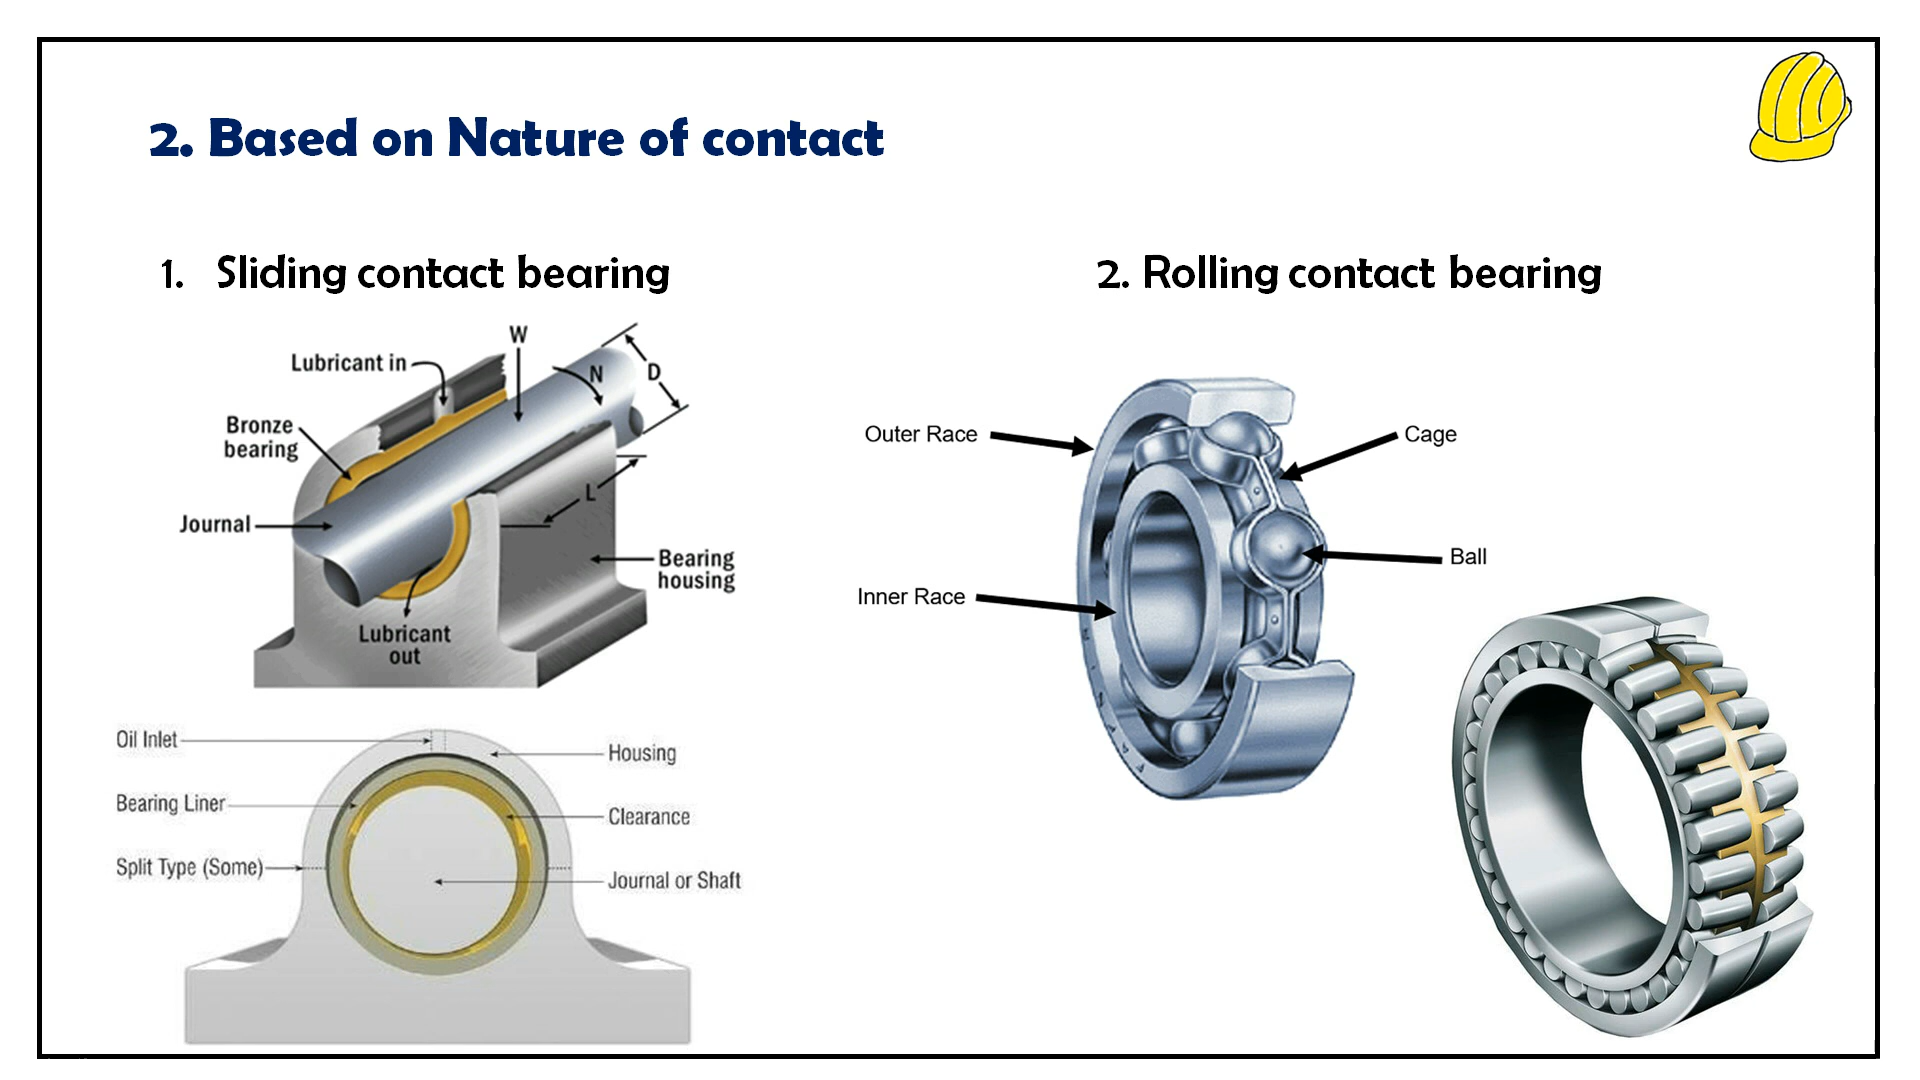 2. Based on Nature of contact
1. Sliding contact bearing
W
Lubricant in
D
N
Bronze
bearing
L
Journal
Bearing
housing
Lubricant
out
Oil Inlet
Housing
Bearing Liner
Clearance
Split Type (Some)
Journal or Shaft
2. Rolling contact bearing
Outer Race
Cage
Ball
Inner Race